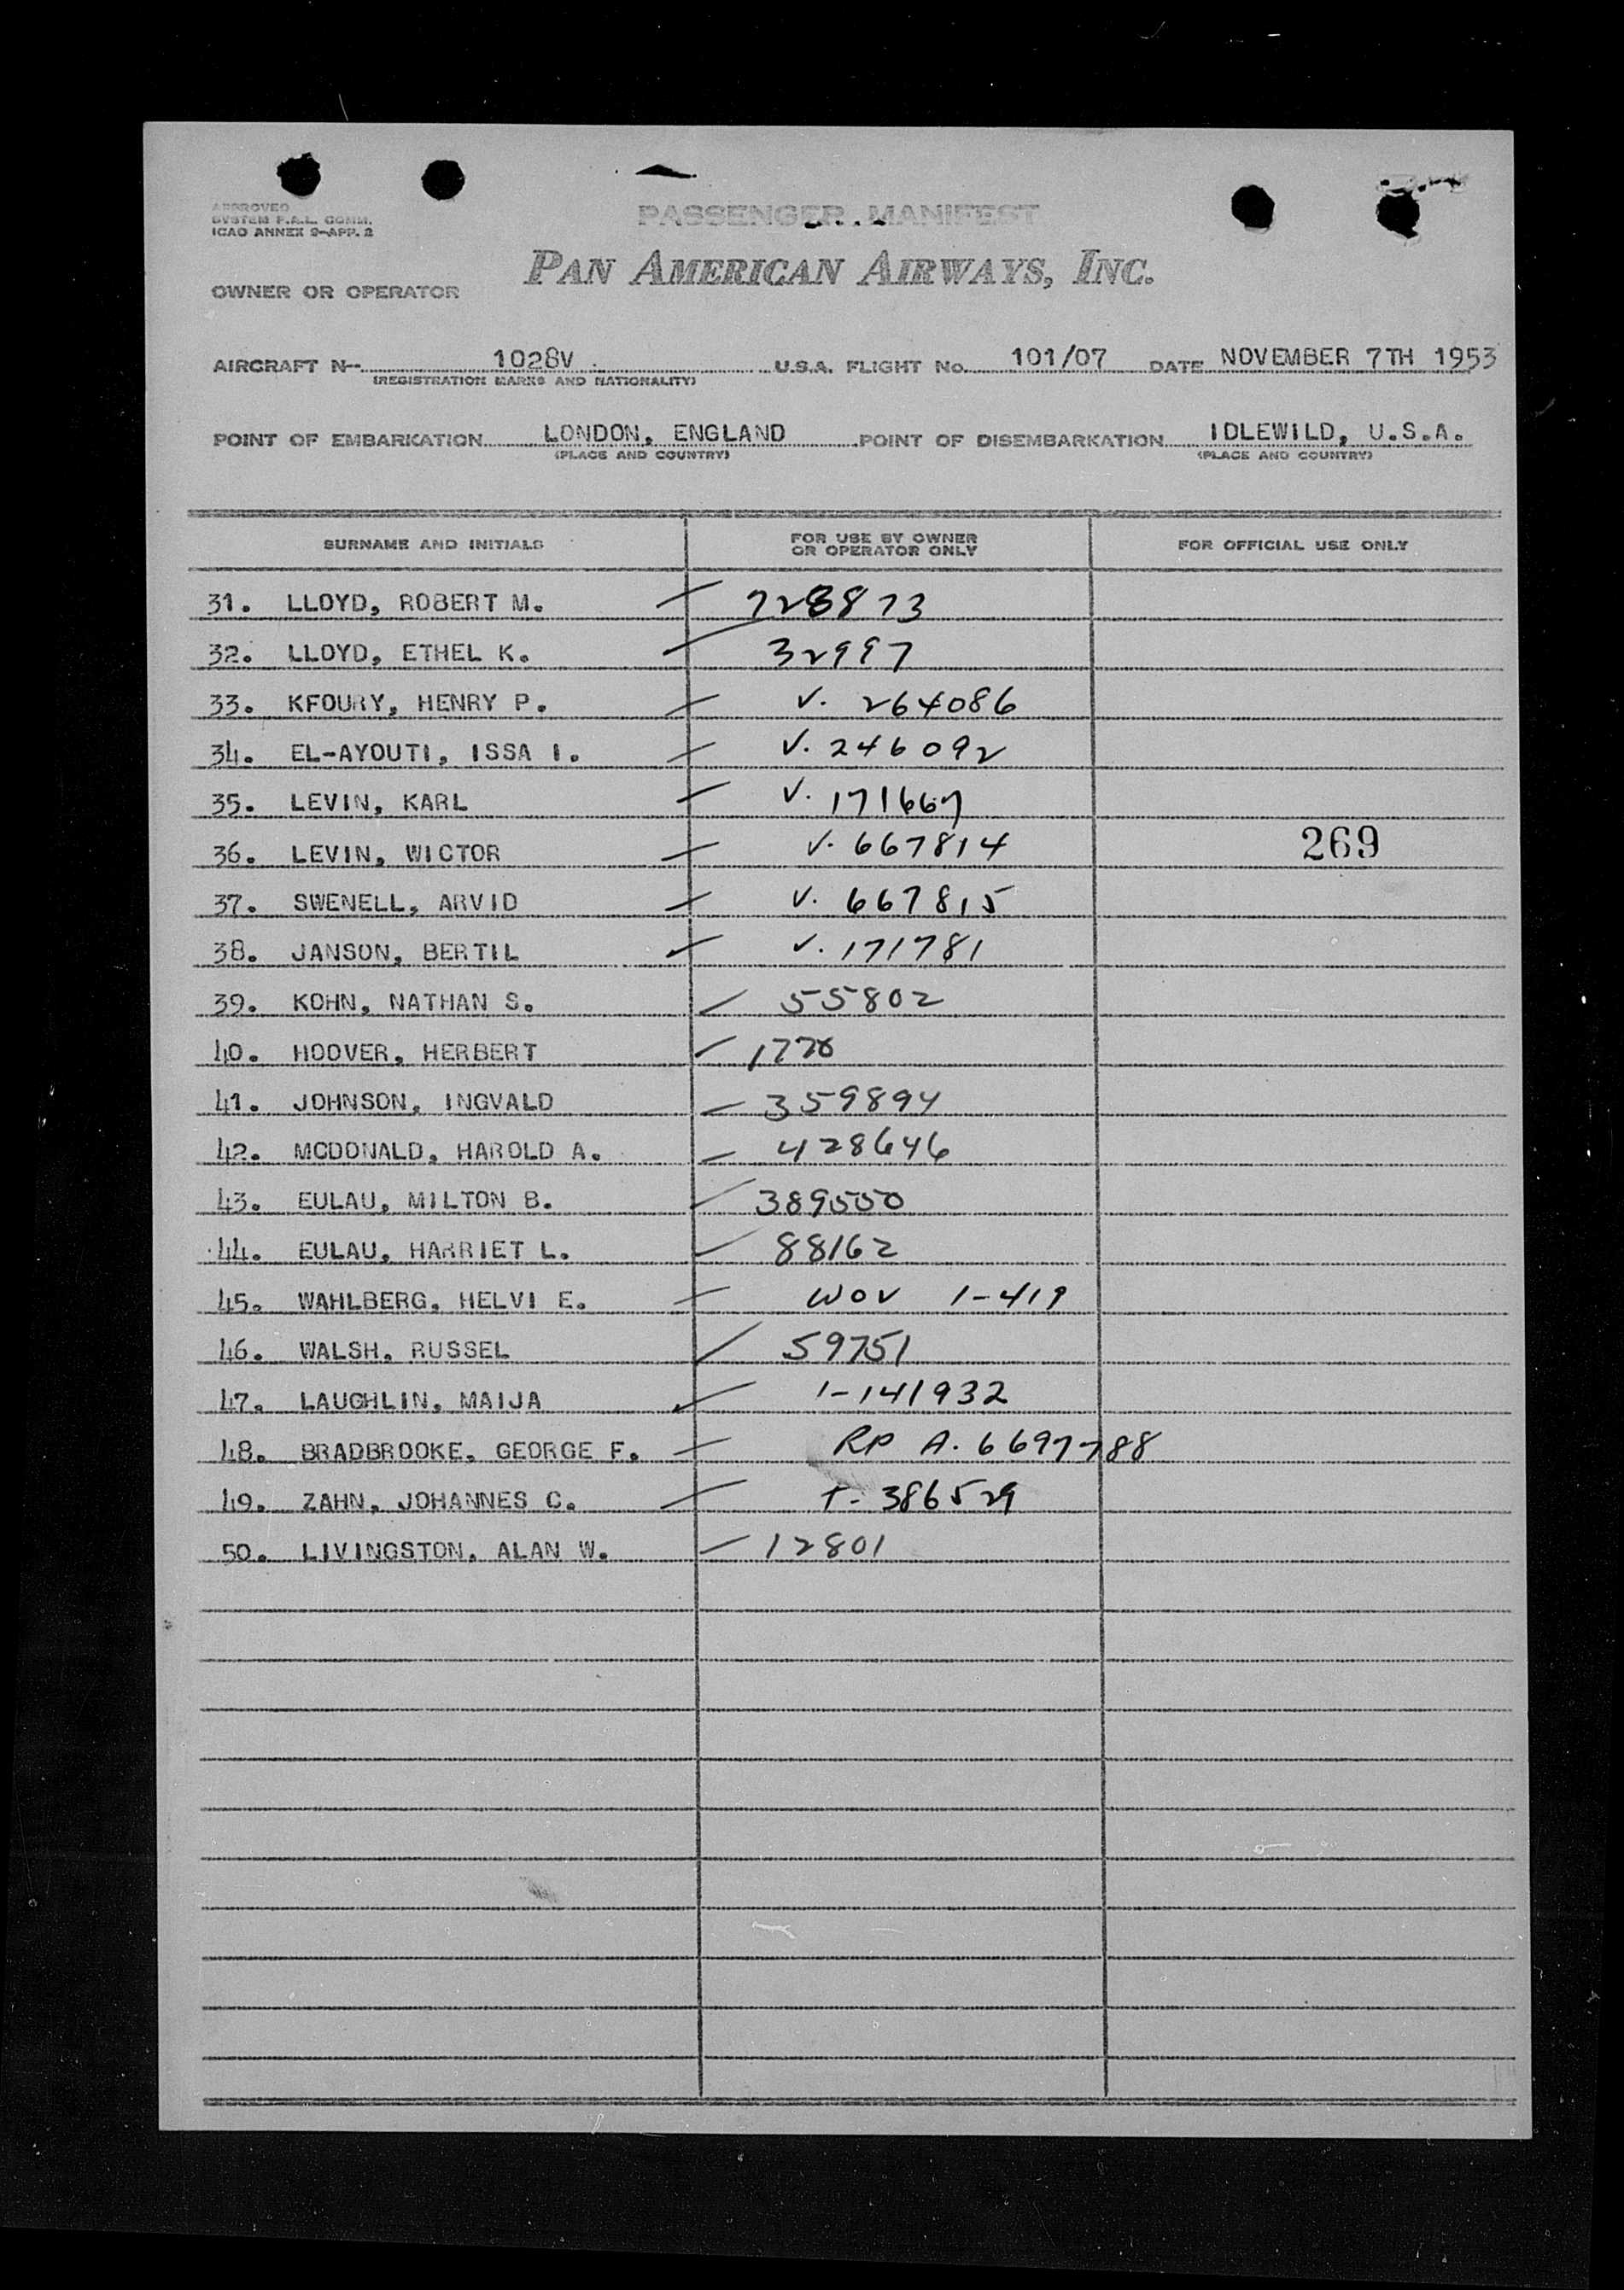 APPROVED
SYSTEM F.A.L. COMM.
ICAO ANNEX 9-APP. 2
PASSENGER MANIFEST
PAN AMERICAN AIRWAYS, INC.
OWNER OR OPERATOR
AIRCRAFT N- 1028V U.S.A. FLIGHT No. 101/07 DATE NOVEMBER 7TH 1953
(REGISTRATION MARKS AND NATIONALITY)
POINT OF EMBARKATION LONDON, ENGLAND POINT OF DISEMBARKATION IDLEWILD, U.S.A.
(PLACE AND COUNTRY) (PLACE AND COUNTRY)
SURNAME AND INITIALS FOR USE BY OWNER OR OPERATOR ONLY FOR OFFICIAL USE ONLY
31. LLOYD, ROBERT M. 728873
32. LLOYD, ETHEL K. 32997
33. KFOURY, HENRY P. V. 264086
34. EL-AYOUTI, ISSA I. V. 246092
35. LEVIN, KARL V. 171667
36. LEVIN, WICTOR V. 667814 269
37. SWENELL, ARVID V. 667815
38. JANSON, BERTIL V. 171781
39. KOHN, NATHAN S. 55802
40. HOOVER, HERBERT
41. JOHNSON, INGVALD 359894
42. MCDONALD, HAROLD A. 428646
43. EULAU, MILTON B. 389550
44. EULAU, HARRIET L. 88162
45. WAHLBERG, HELVI E. WOV 1-419
46. WALSH, RUSSEL 59751
47. LAUGHLIN, MAIJA 1-141932
48. BRADBROOKE, GEORGE F. RP A. 6697788
49. ZAHN, JOHANNES C. T- 386529
50. LIVINGSTON, ALAN W. 12801